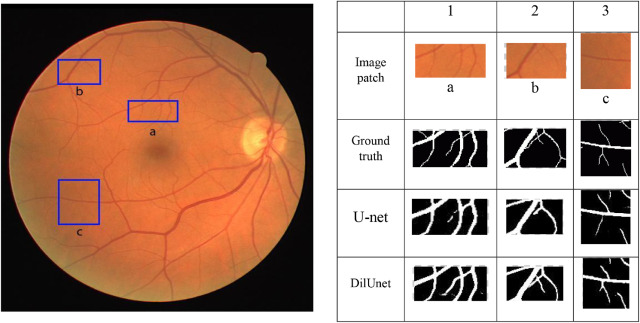 b
a
c
1 2 3
Image patch
a b c
Ground truth
U-net
DilUnet